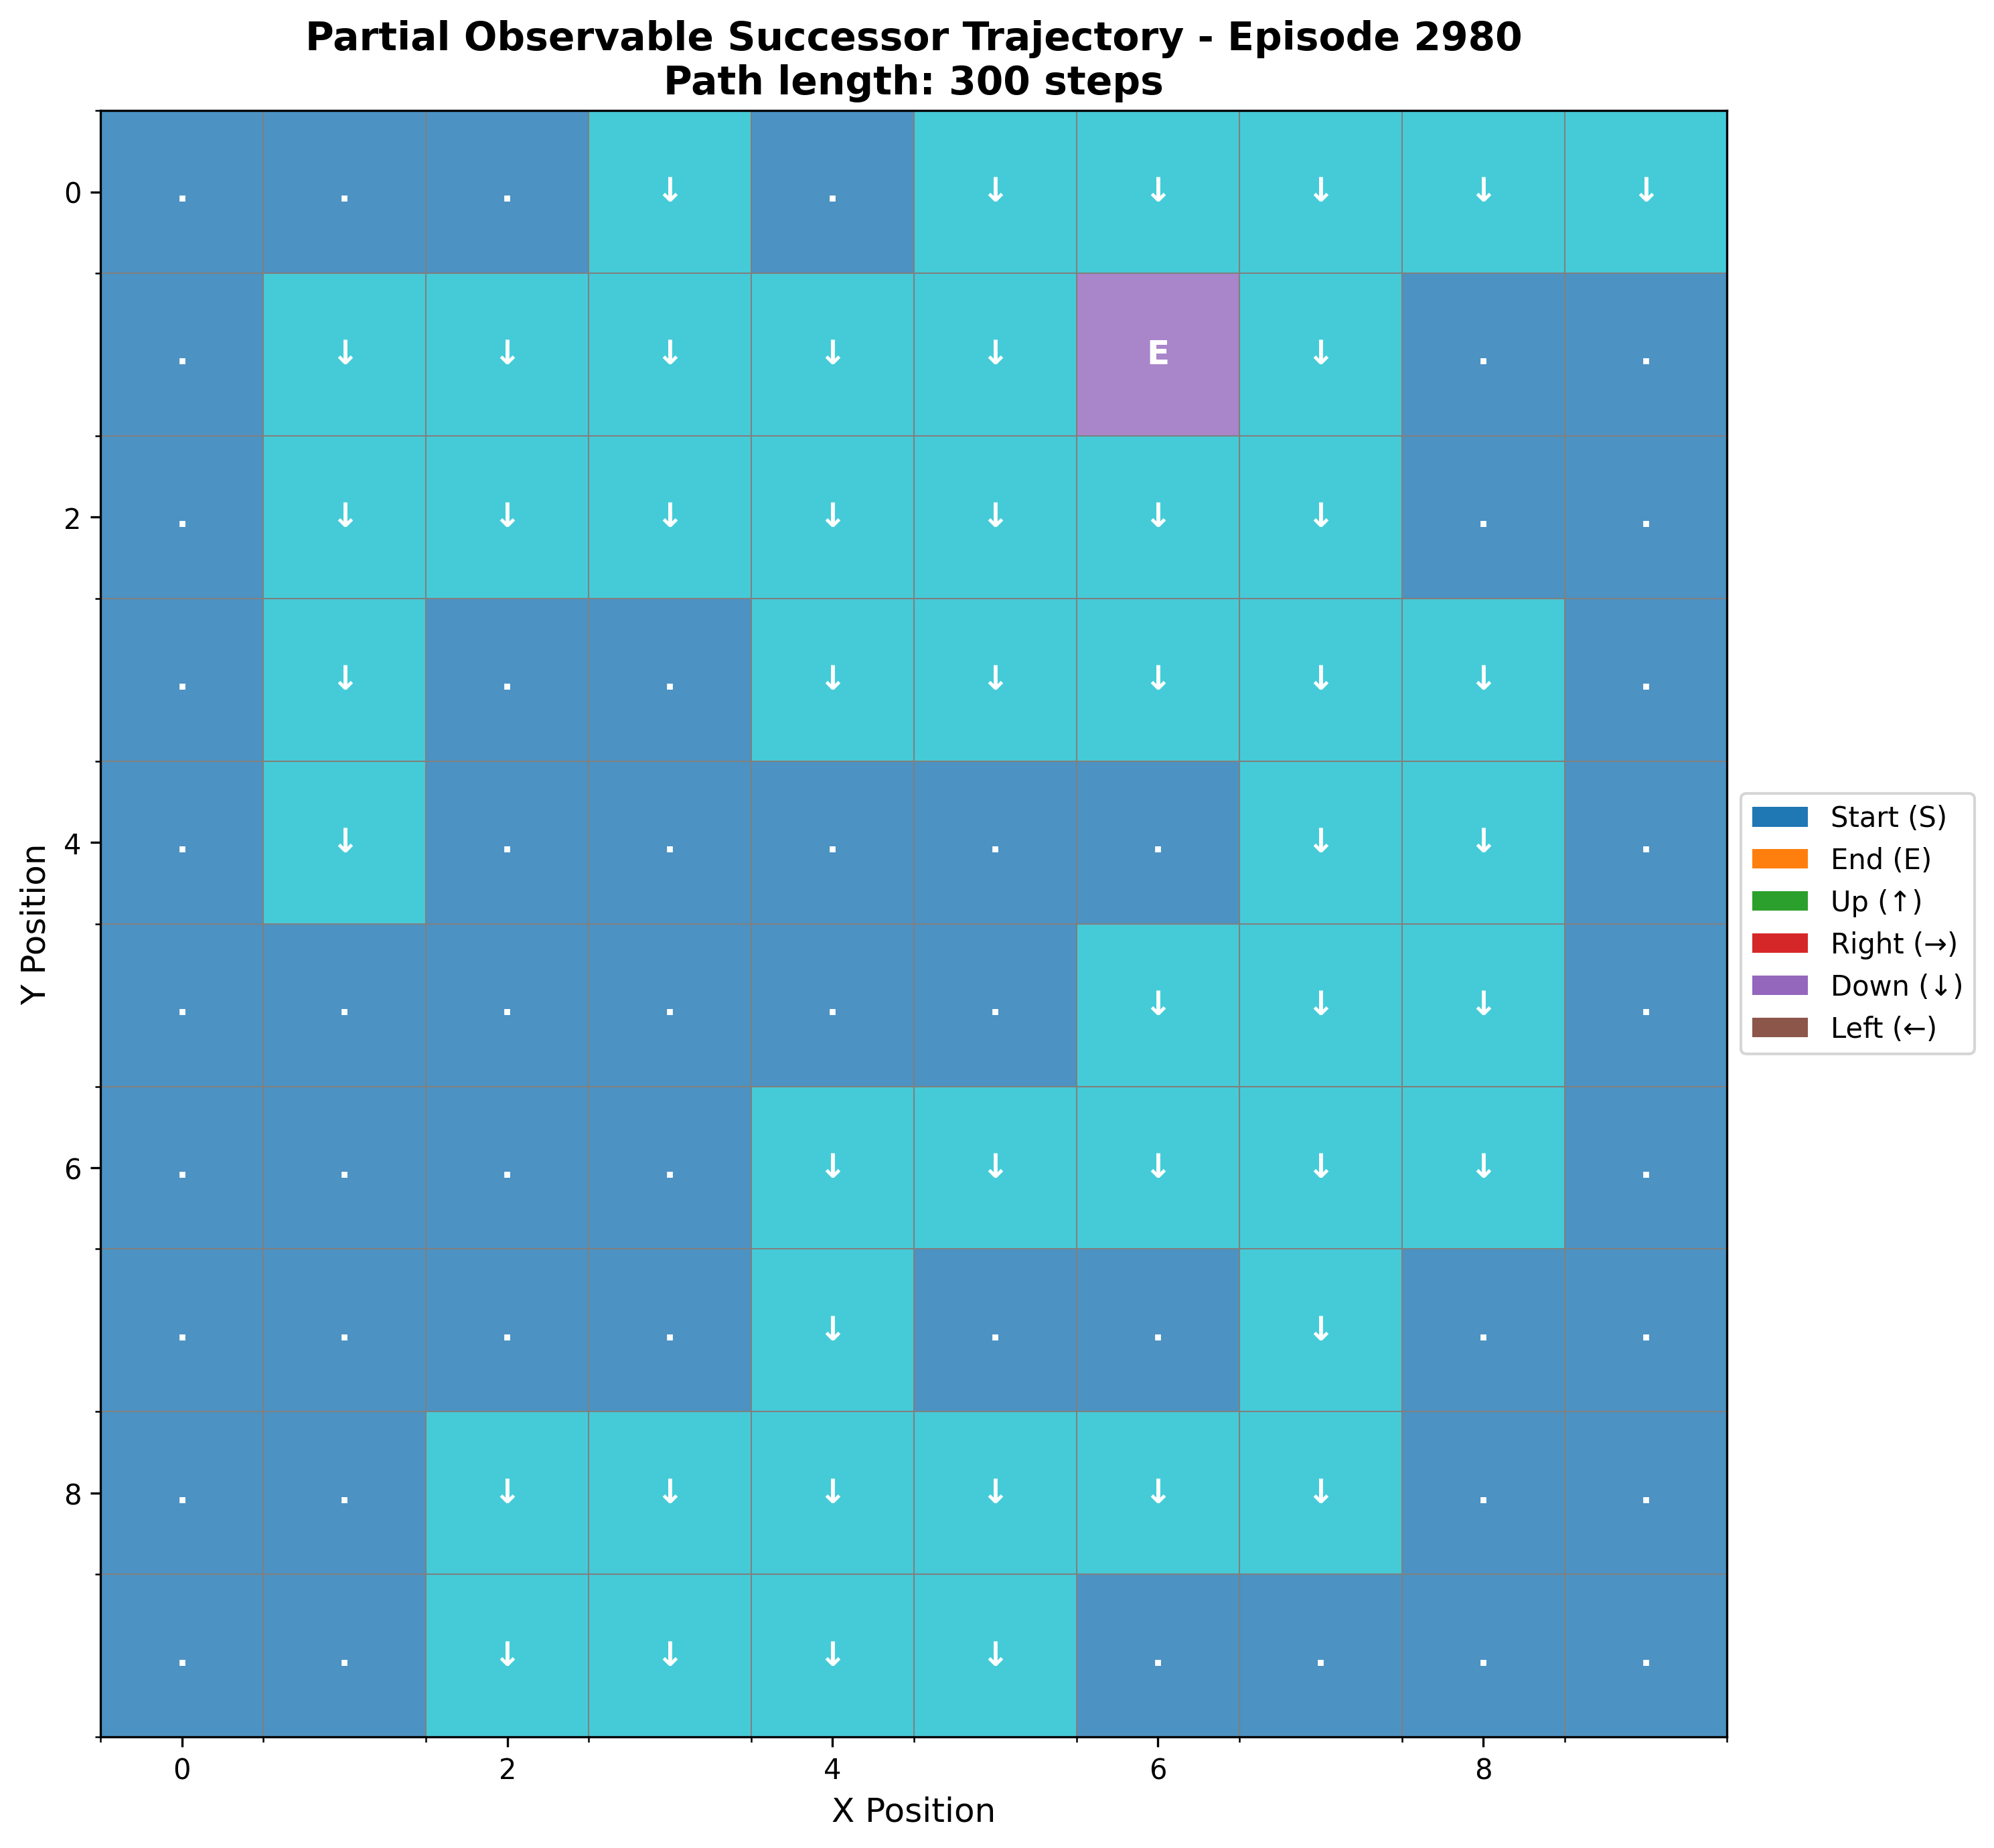 Partial Observable Successor Trajectory - Episode 2980
Path length: 300 steps
0 . . . ↓ . ↓ ↓ ↓ ↓ ↓
. ↓ ↓ ↓ ↓ ↓ E ↓ . .
2 . ↓ ↓ ↓ ↓ ↓ ↓ ↓ . .
. ↓ . . ↓ ↓ ↓ ↓ ↓ .
4 . ↓ . . . . . ↓ ↓ .
. . . . . . ↓ ↓ ↓ .
6 . . . . ↓ ↓ ↓ ↓ ↓ .
. . . . ↓ . . ↓ . .
8 . . ↓ ↓ ↓ ↓ ↓ ↓ . .
. . ↓ ↓ ↓ ↓ . . . .
0 2 4 6 8
X Position
Y Position
Start (S)
End (E)
Up (↑)
Right (→)
Down (↓)
Left (←)